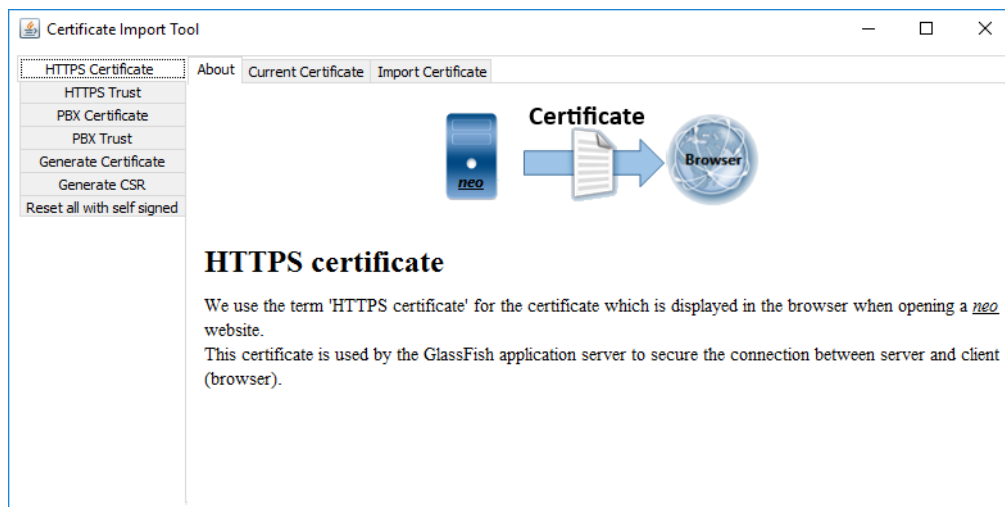 Certificate Import Tool
HTTPS Certificate
HTTPS Trust
PBX Certificate
PBX Trust
Generate Certificate
Generate CSR
Reset all with self signed
About Current Certificate Import Certificate
Certificate
neo
Browser
HTTPS certificate
We use the term 'HTTPS certificate' for the certificate which is displayed in the browser when opening a neo
website.
This certificate is used by the GlassFish application server to secure the connection between server and client
(browser).